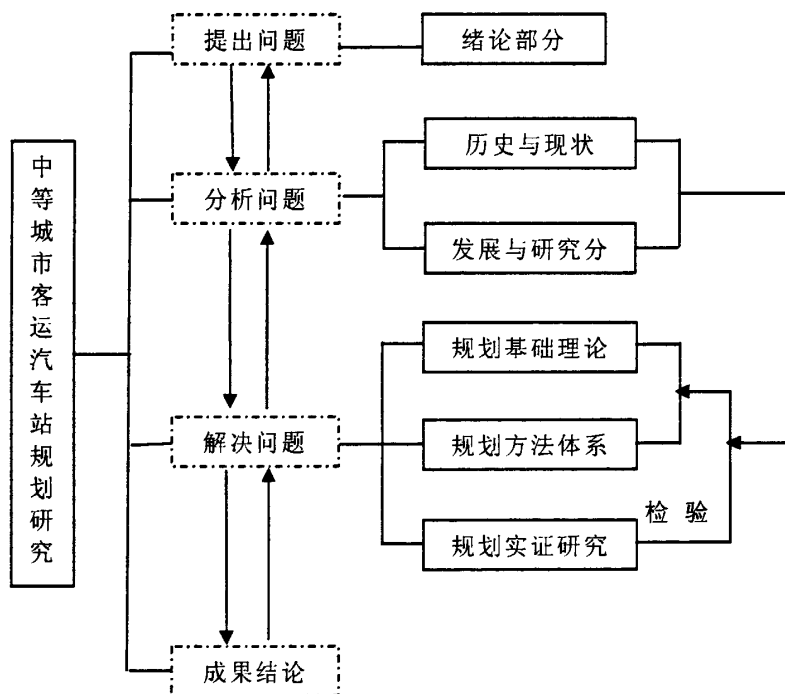 中等城市客运汽车站规划研究
提出问题
绪论部分
分析问题
历史与现状
发展与研究分
解决问题
规划基础理论
规划方法体系
规划实证研究
检验
成果结论